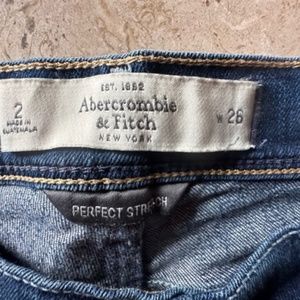 EST. 1892
Abercrombie
& Fitch
NEW YORK
2
MADE IN
GUATEMALA
W 26
PERFECT STRETCH